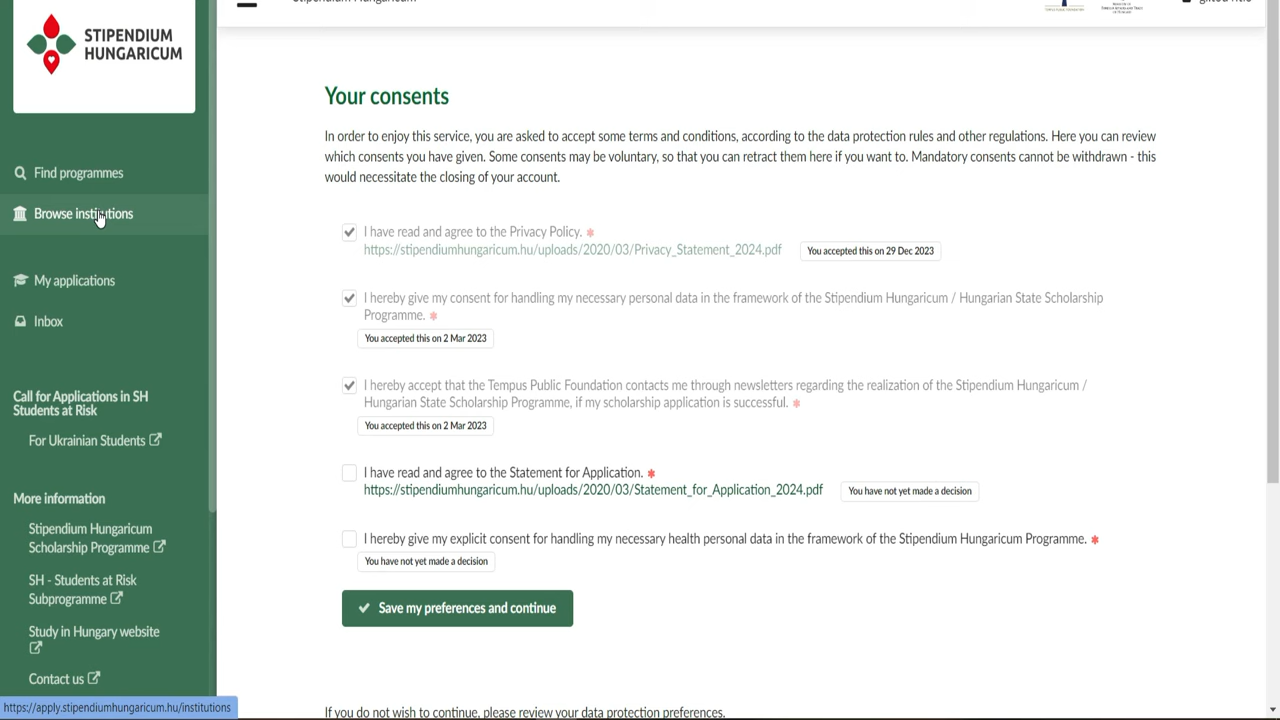 Stipendium Hungaricum
STIPENDIUM
HUNGARICUM
Find programmes
Browse institutions
My applications
Inbox
Call for Applications in SH
Students at Risk
For Ukrainian Students
More information
Stipendium Hungaricum
Scholarship Programme
SH - Students at Risk
Subprogramme
Study in Hungary website
Contact us
https://apply.stipendiumhungaricum.hu/institutions
Your consents
In order to enjoy this service, you are asked to accept some terms and conditions, according to the data protection rules and other regulations. Here you can review
which consents you have given. Some consents may be voluntary, so that you can retract them here if you want to. Mandatory consents cannot be withdrawn - this
would necessitate the closing of your account.
I have read and agree to the Privacy Policy. *
https://stipendiumhungaricum.hu/uploads/2020/03/Privacy_Statement_2024.pdf You accepted this on 29 Dec 2023
I hereby give my consent for handling my necessary personal data in the framework of the Stipendium Hungaricum / Hungarian State Scholarship
Programme. *
You accepted this on 2 Mar 2023
I hereby accept that the Tempus Public Foundation contacts me through newsletters regarding the realization of the Stipendium Hungaricum /
Hungarian State Scholarship Programme, if my scholarship application is successful. *
You accepted this on 2 Mar 2023
I have read and agree to the Statement for Application. *
https://stipendiumhungaricum.hu/uploads/2020/03/Statement_for_Application_2024.pdf You have not yet made a decision
I hereby give my explicit consent for handling my necessary health personal data in the framework of the Stipendium Hungaricum Programme. *
You have not yet made a decision
Save my preferences and continue
If you do not wish to continue, please review your data protection preferences.